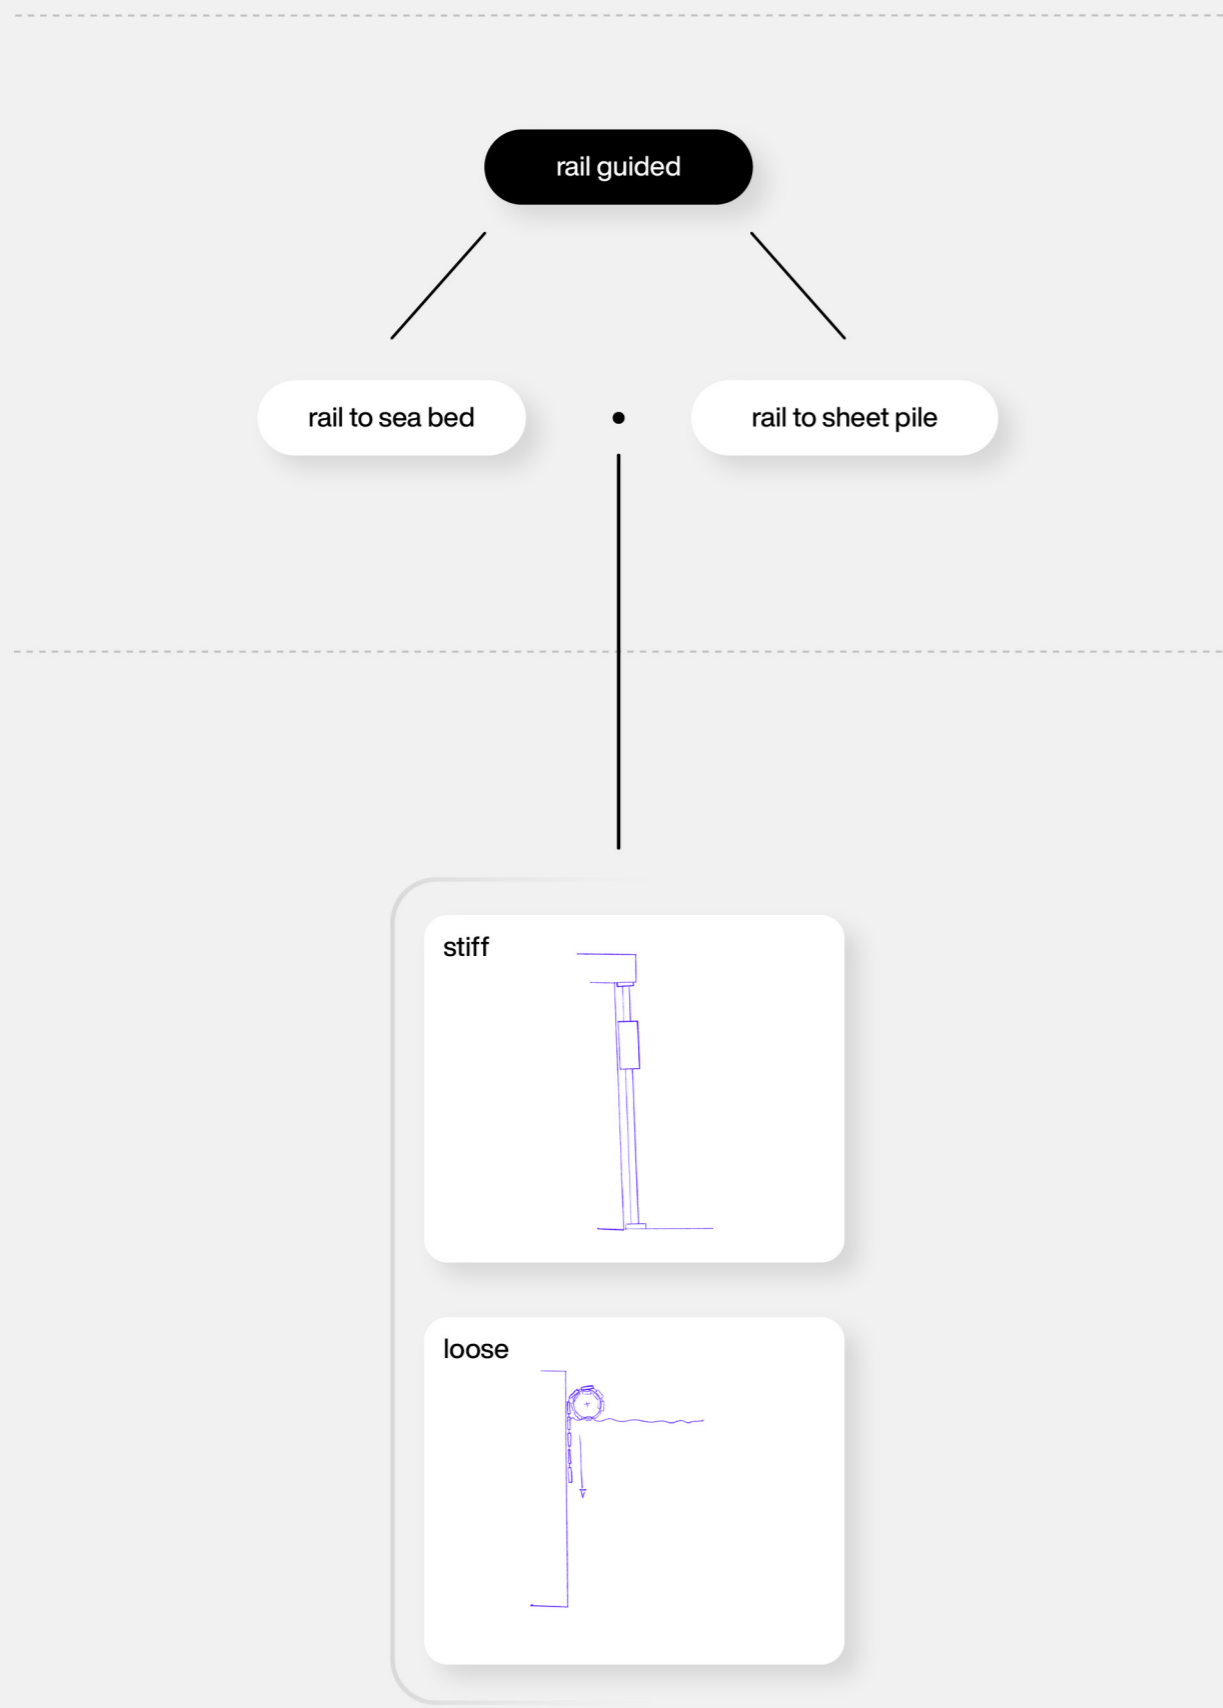 rail guided
rail to sea bed
rail to sheet pile
stiff
loose